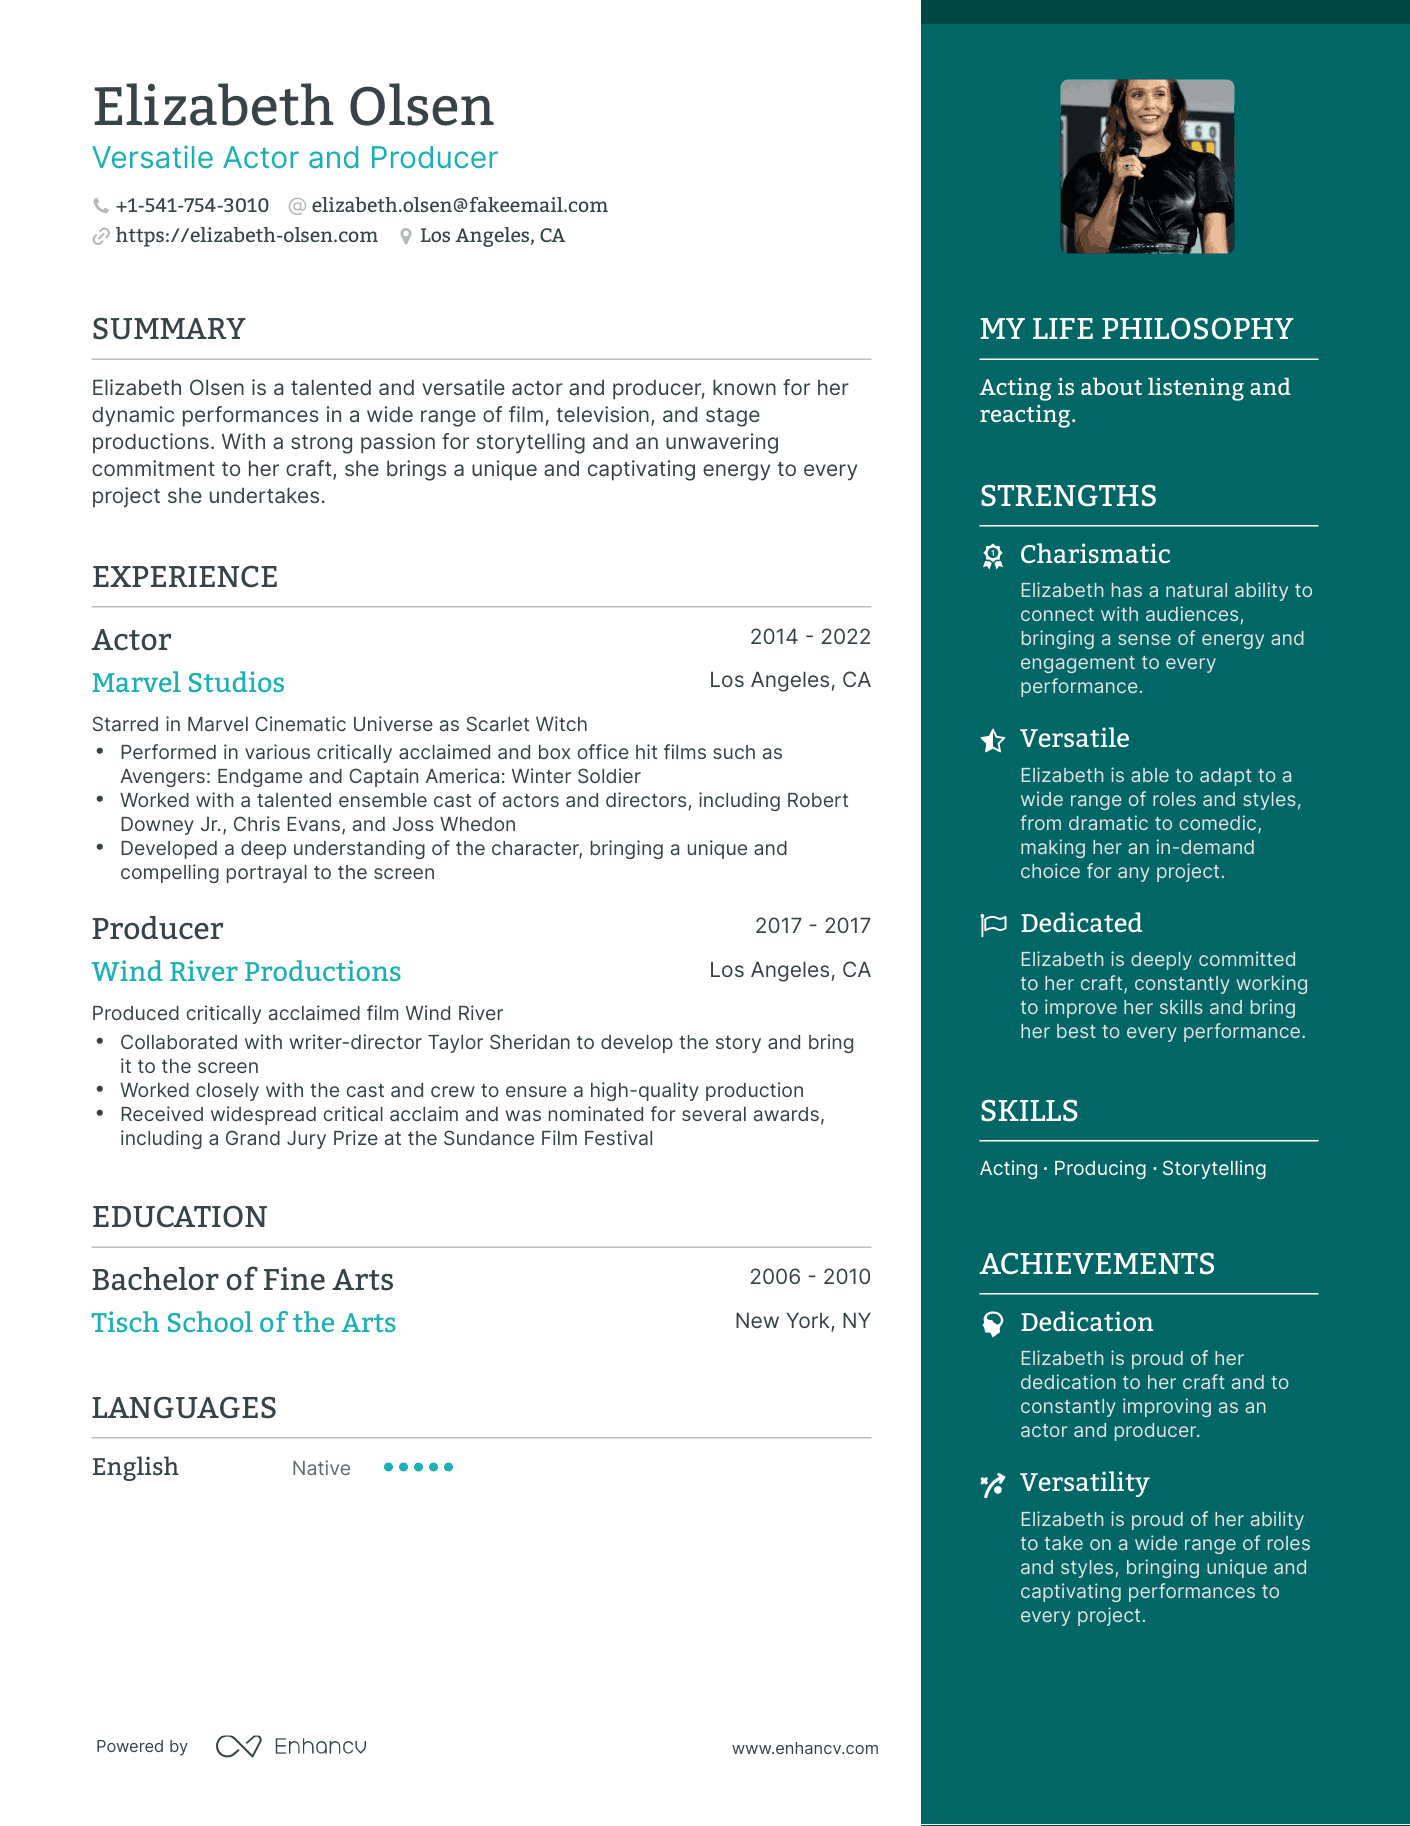 Elizabeth Olsen
Versatile Actor and Producer
+1-541-754-3010 @ elizabeth.olsen@fakeemail.com
https://elizabeth-olsen.com Los Angeles, CA
SUMMARY
Elizabeth Olsen is a talented and versatile actor and producer, known for her
dynamic performances in a wide range of film, television, and stage
productions. With a strong passion for storytelling and an unwavering
commitment to her craft, she brings a unique and captivating energy to every
project she undertakes.
EXPERIENCE
Actor 2014 - 2022
Marvel Studios Los Angeles, CA
Starred in Marvel Cinematic Universe as Scarlet Witch
• Performed in various critically acclaimed and box office hit films such as
Avengers: Endgame and Captain America: Winter Soldier
• Worked with a talented ensemble cast of actors and directors, including Robert
Downey Jr., Chris Evans, and Joss Whedon
• Developed a deep understanding of the character, bringing a unique and
compelling portrayal to the screen
Producer 2017 - 2017
Wind River Productions Los Angeles, CA
Produced critically acclaimed film Wind River
• Collaborated with writer-director Taylor Sheridan to develop the story and bring
it to the screen
• Worked closely with the cast and crew to ensure a high-quality production
• Received widespread critical acclaim and was nominated for several awards,
including a Grand Jury Prize at the Sundance Film Festival
EDUCATION
Bachelor of Fine Arts 2006 - 2010
Tisch School of the Arts New York, NY
LANGUAGES
English Native
Powered by Enhancv www.enhancv.com
MY LIFE PHILOSOPHY
Acting is about listening and
reacting.
STRENGTHS
Charismatic
Elizabeth has a natural ability to
connect with audiences,
bringing a sense of energy and
engagement to every
performance.
Versatile
Elizabeth is able to adapt to a
wide range of roles and styles,
from dramatic to comedic,
making her an in-demand
choice for any project.
Dedicated
Elizabeth is deeply committed
to her craft, constantly working
to improve her skills and bring
her best to every performance.
SKILLS
Acting · Producing · Storytelling
ACHIEVEMENTS
Dedication
Elizabeth is proud of her
dedication to her craft and to
constantly improving as an
actor and producer.
Versatility
Elizabeth is proud of her ability
to take on a wide range of roles
and styles, bringing unique and
captivating performances to
every project.